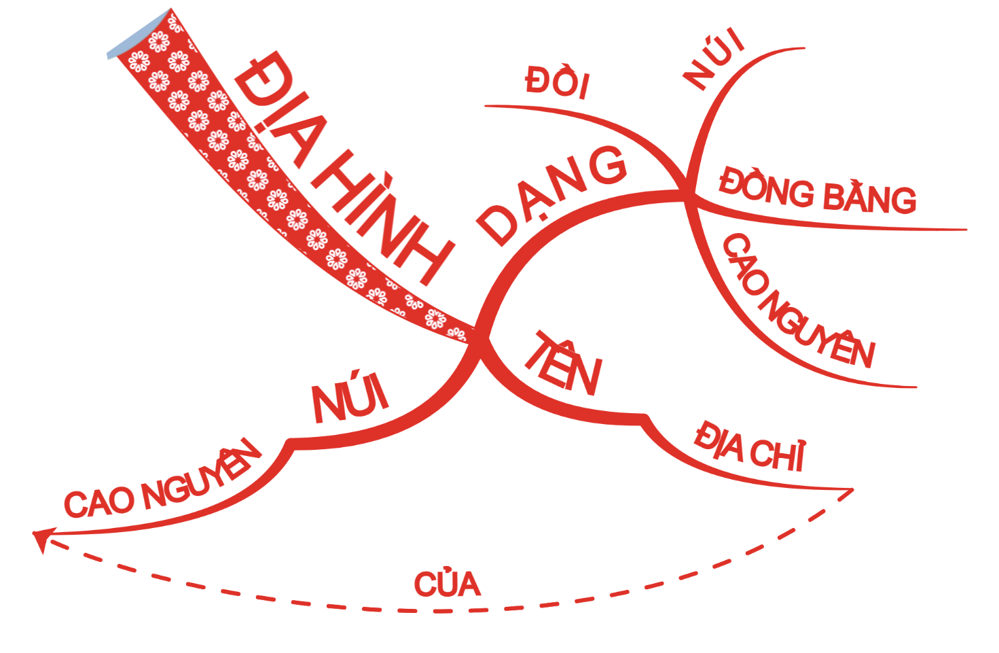 ĐỊA HÌNH
DẠNG
ĐỒI
NÚI
ĐỒNG BẰNG
CAO NGUYÊN
TÊN
ĐỊA CHỈ
NÚI
CAO NGUYÊN
CỦA